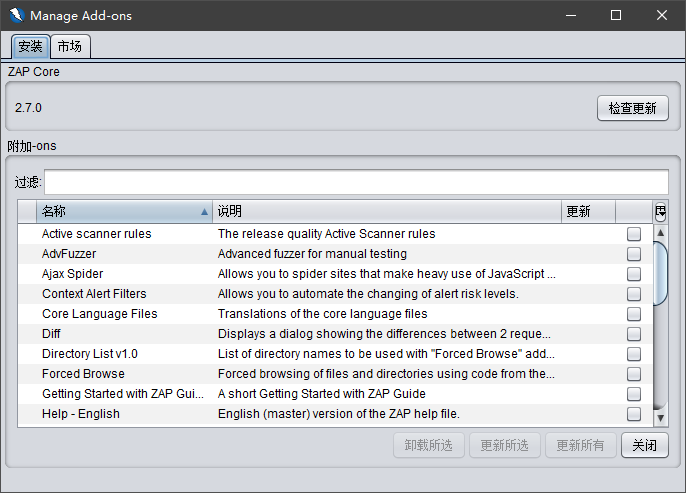 Manage Add-ons
安装 市场
ZAP Core
2.7.0 检查更新
附加-ons
过滤:
名称 说明 更新
Active scanner rules The release quality Active Scanner rules
AdvFuzzer Advanced fuzzer for manual testing
Ajax Spider Allows you to spider sites that make heavy use of JavaScript ...
Context Alert Filters Allows you to automate the changing of alert risk levels.
Core Language Files Translations of the core language files
Diff Displays a dialog showing the differences between 2 reque...
Directory List v1.0 List of directory names to be used with "Forced Browse" add...
Forced Browse Forced browsing of files and directories using code from the...
Getting Started with ZAP Gui... A short Getting Started with ZAP Guide
Help - English English (master) version of the ZAP help file.
卸载所选 更新所选 更新所有 关闭